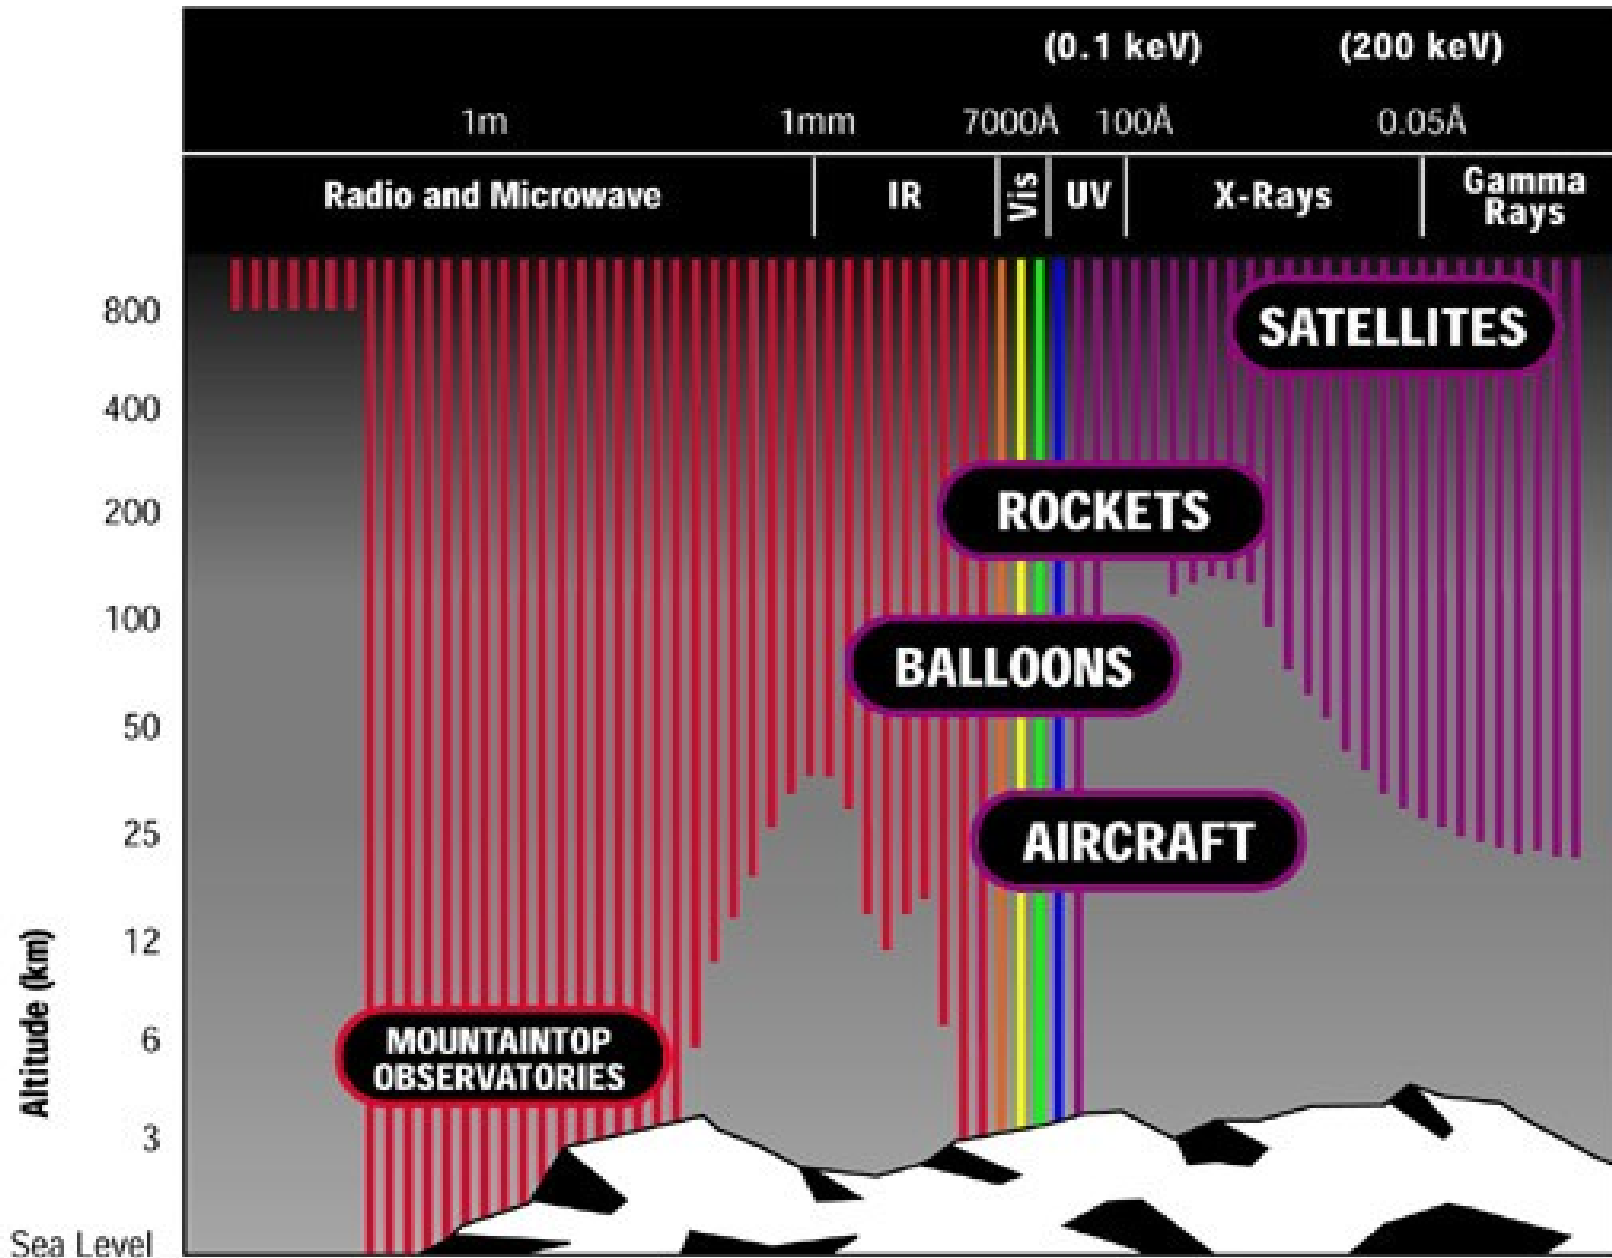 (0.1 keV) (200 keV)
1m 1mm 7000Å 100Å 0.05Å
Radio and Microwave IR Vis UV X-Rays Gamma Rays
800
SATELLITES
400
200
ROCKETS
100
BALLOONS
50
25
AIRCRAFT
12
Altitude (km)
6
MOUNTAINTOP
OBSERVATORIES
3
Sea Level